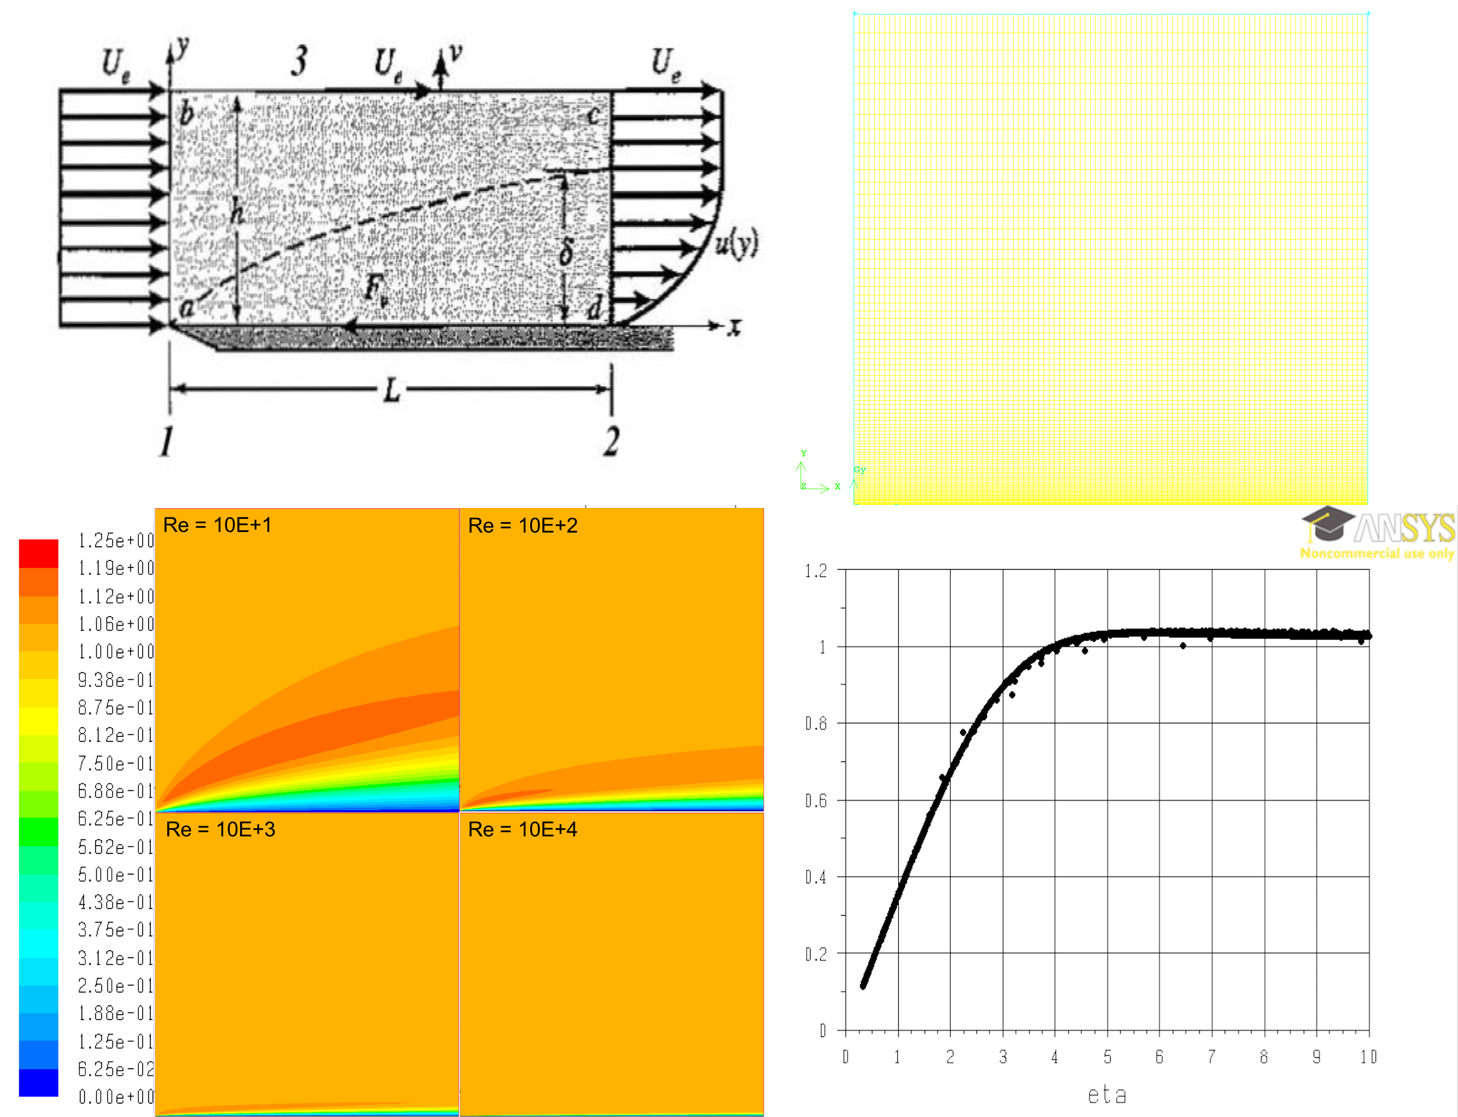 y
U_e
3
U_e
v
U_e
b
c
h
δ
u(y)
F
a
d
x
L
1
2
Y
Cy
Z
X
ANSYS
Noncommercial use only
Re = 10E+1
Re = 10E+2
Re = 10E+3
Re = 10E+4
1.25e+00
1.19e+00
1.12e+00
1.06e+00
1.00e+00
9.38e-01
8.75e-01
8.12e-01
7.50e-01
6.88e-01
6.25e-01
5.62e-01
5.00e-01
4.38e-01
3.75e-01
3.12e-01
2.50e-01
1.88e-01
1.25e-01
6.25e-02
0.00e+00
1.2
1
0.8
0.6
0.4
0.2
0
0 1 2 3 4 5 6 7 8 9 10
eta